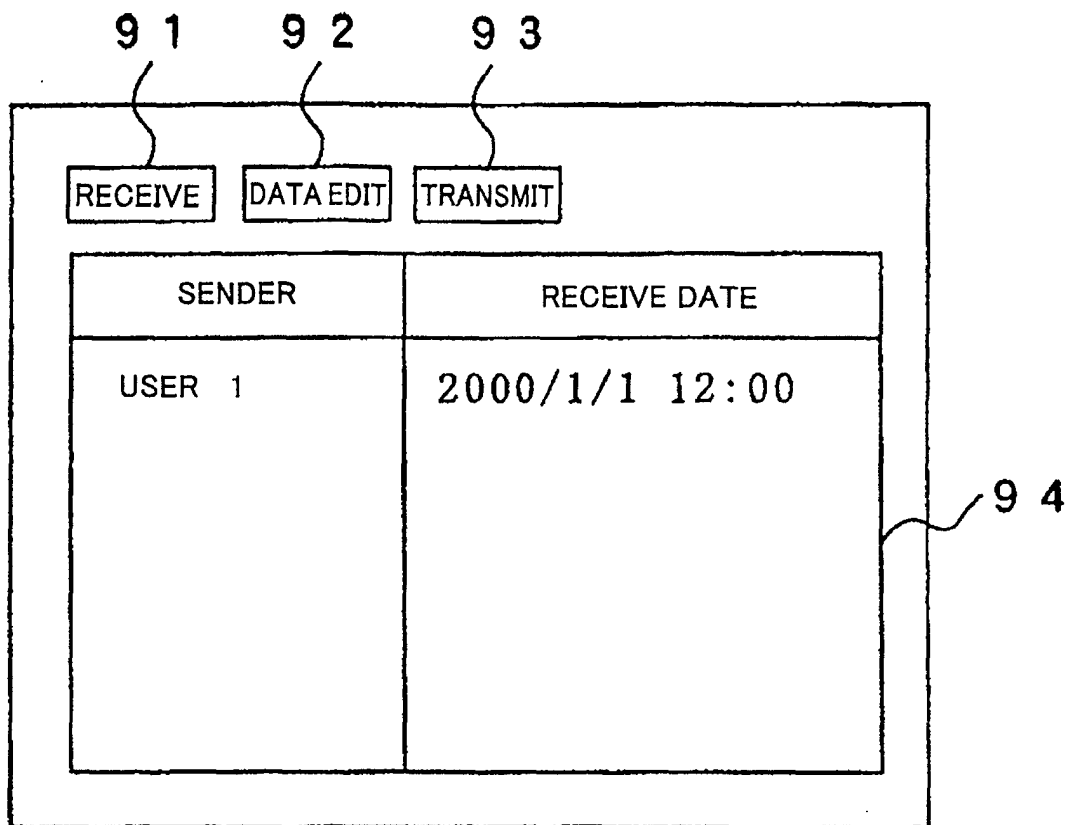 91 92 93
RECEIVE DATA EDIT TRANSMIT
SENDER RECEIVE DATE
USER 1 2000/1/1 12:00
94